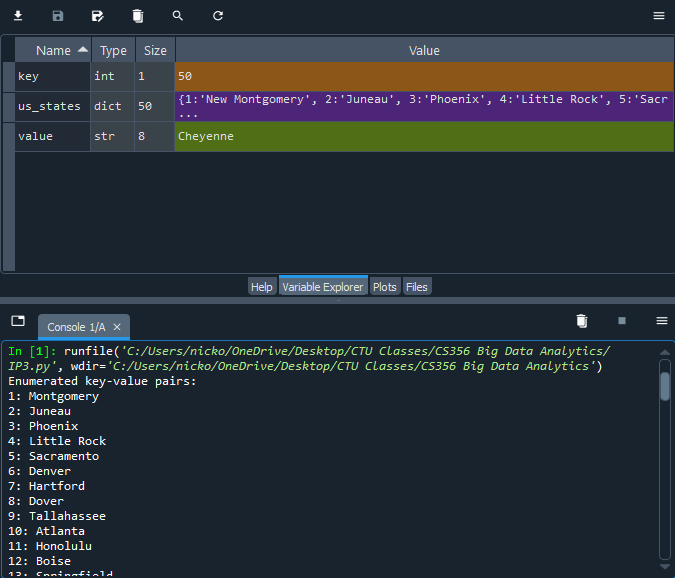 Name Type Size Value
key int 1 50
us_states dict 50 {1:'New Montgomery', 2:'Juneau', 3:'Phoenix', 4:'Little Rock', 5:'Sacr
...
value str 8 Cheyenne
Help Variable Explorer Plots Files
Console 1/A ×
In [1]: runfile('C:/Users/nicko/OneDrive/Desktop/CTU Classes/CS356 Big Data Analytics/
IP3.py', wdir='C:/Users/nicko/OneDrive/Desktop/CTU Classes/CS356 Big Data Analytics')
Enumerated key-value pairs:
1: Montgomery
2: Juneau
3: Phoenix
4: Little Rock
5: Sacramento
6: Denver
7: Hartford
8: Dover
9: Tallahassee
10: Atlanta
11: Honolulu
12: Boise
13: Springfield